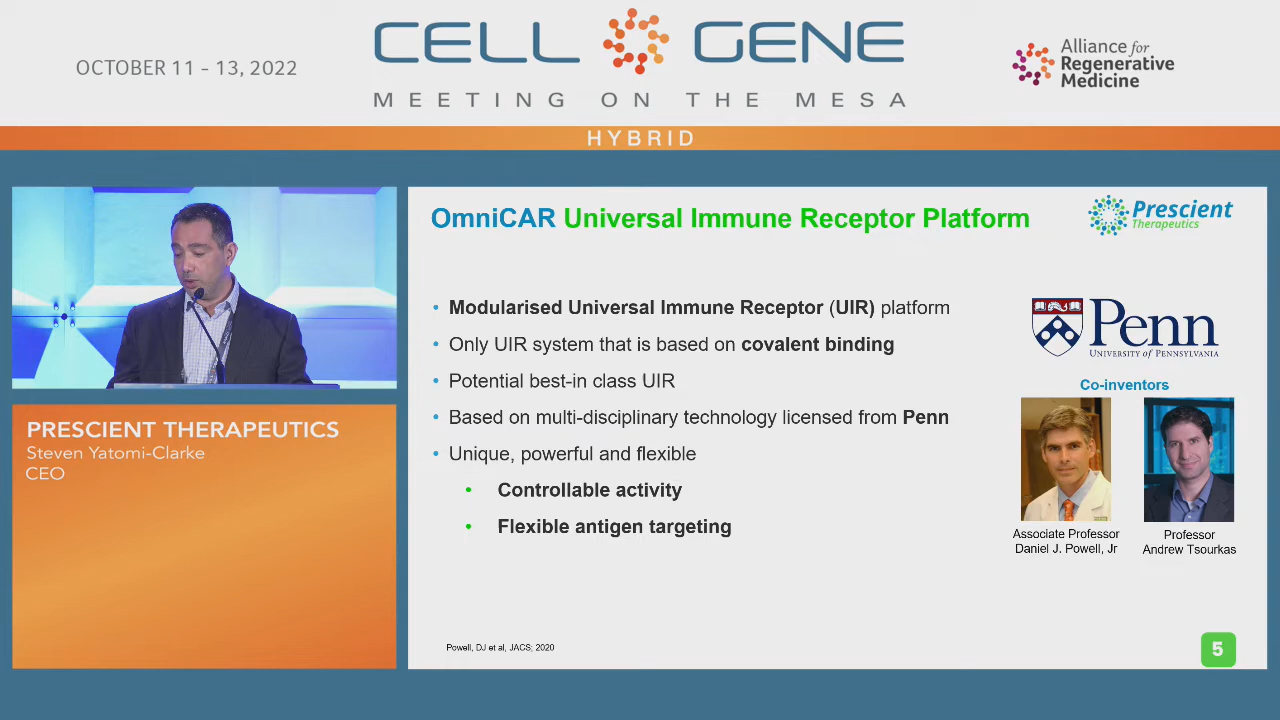 OCTOBER 11 - 13, 2022
CELL GENE
MEETING ON THE MESA
Alliance for
Regenerative
Medicine
HYBRID
PRESCIENT THERAPEUTICS
Steven Yatomi-Clarke
CEO
OmniCAR Universal Immune Receptor Platform
Prescient
Therapeutics
• Modularised Universal Immune Receptor (UIR) platform
• Only UIR system that is based on covalent binding
• Potential best-in class UIR
• Based on multi-disciplinary technology licensed from Penn
• Unique, powerful and flexible
• Controllable activity
• Flexible antigen targeting
Penn
UNIVERSITY OF PENNSYLVANIA
Co-inventors
Associate Professor
Daniel J. Powell, Jr
Professor
Andrew Tsourkas
Powell, DJ et al, JACS; 2020
5